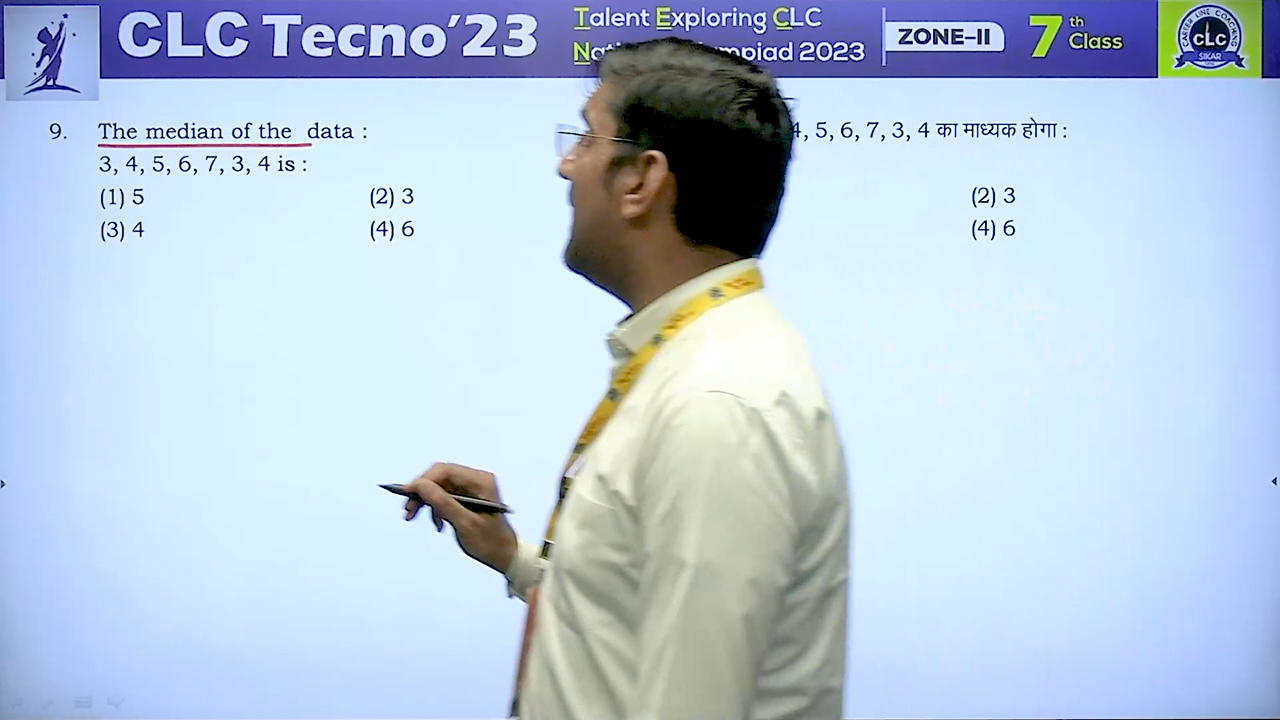 CLC Tecno'23
Talent Exploring CLC
2023
ZONE-II
7th
Class
CLC
SIKAR
9. The median of the data :
3, 4, 5, 6, 7, 3, 4 is :
(1) 5 (2) 3
(3) 4 (4) 6
4, 5, 6, 7, 3, 4 का माध्यक होगा :
(2) 3
(4) 6